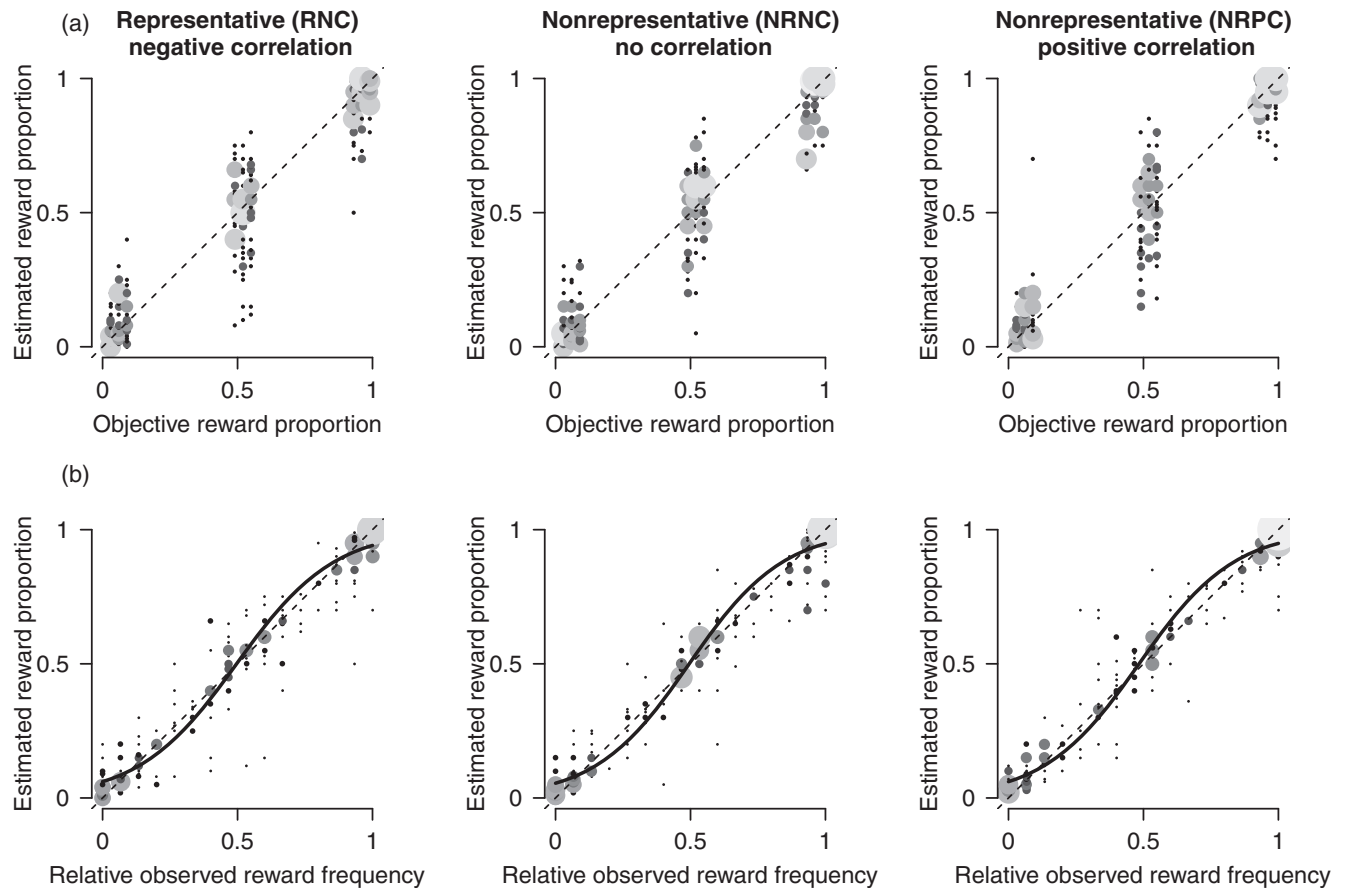 (a)
Representative (RNC)
negative correlation
Nonrepresentative (NRNC)
no correlation
Nonrepresentative (NRPC)
positive correlation
Estimated reward proportion
1
0.5
0
0
0.5
1
Objective reward proportion
Estimated reward proportion
1
0.5
0
0
0.5
1
Objective reward proportion
Estimated reward proportion
1
0.5
0
0
0.5
1
Objective reward proportion
(b)
Estimated reward proportion
1
0.5
0
0
0.5
1
Relative observed reward frequency
Estimated reward proportion
1
0.5
0
0
0.5
1
Relative observed reward frequency
Estimated reward proportion
1
0.5
0
0
0.5
1
Relative observed reward frequency